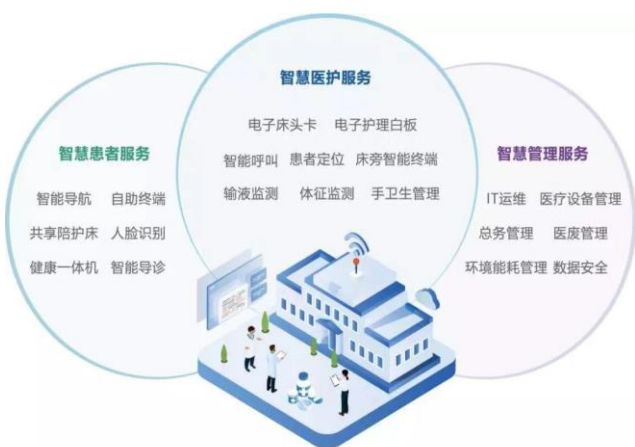 智慧医护服务
电子床头卡 电子护理白板
智能呼叫 患者定位 床旁智能终端
输液监测 体征监测 手卫生管理
智慧患者服务
智能导航 自助终端
共享陪护床 人脸识别
健康一体机 智能导诊
智慧管理服务
IT运维 医疗设备管理
总务管理 医废管理
环境能耗管理 数据安全